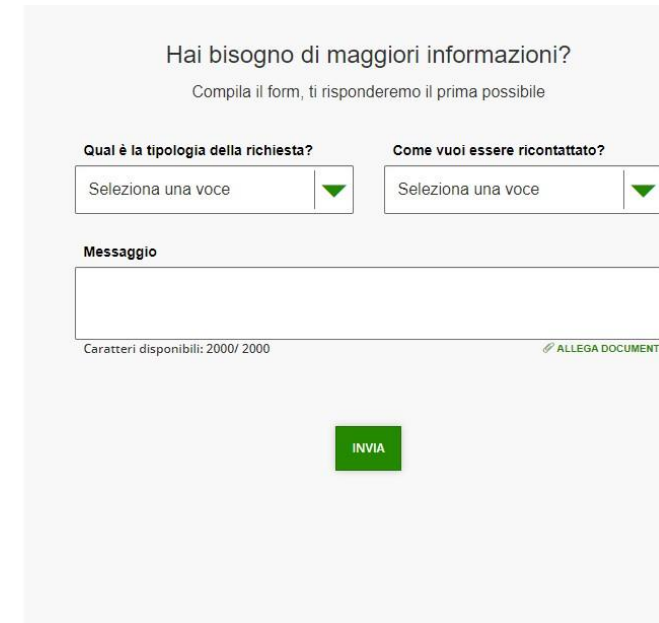 Hai bisogno di maggiori informazioni?
Compila il form, ti risponderemo il prima possibile
Qual è la tipologia della richiesta?
Come vuoi essere ricontattato?
Seleziona una voce
Seleziona una voce
Messaggio
Caratteri disponibili: 2000/ 2000
ALLEGA DOCUMENT
INVIA